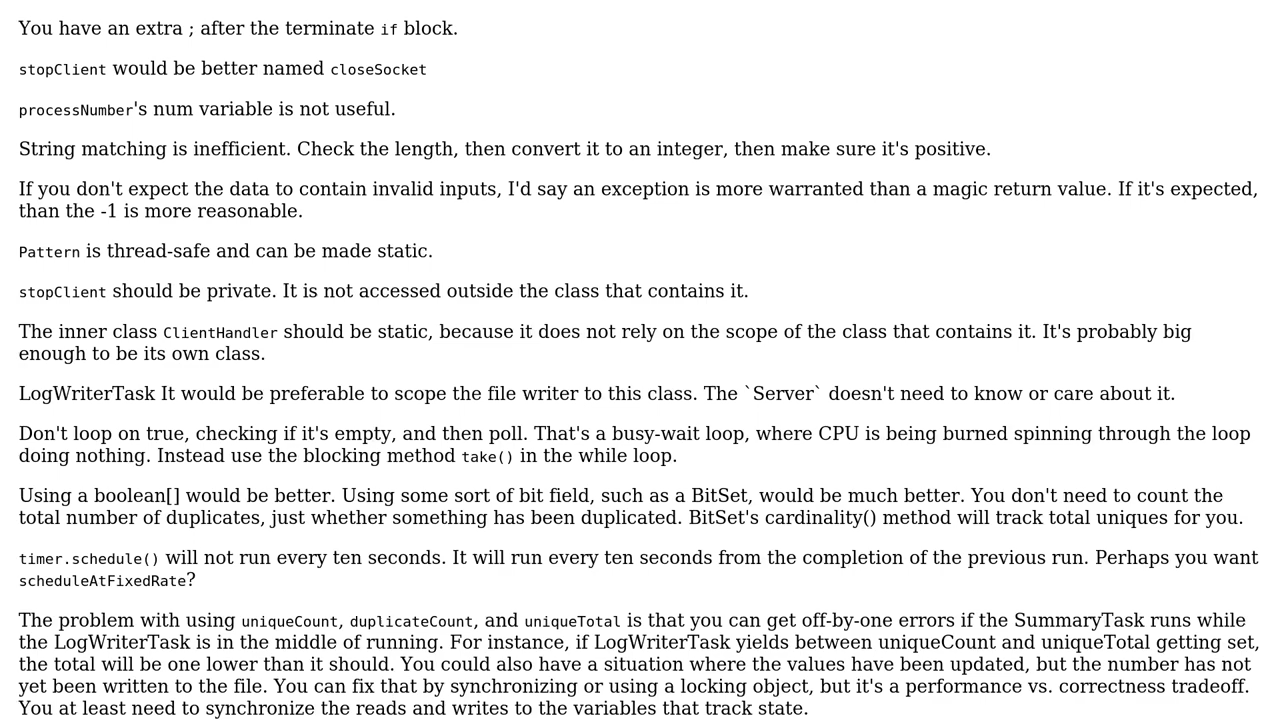 You have an extra ; after the terminate if block.
stopClient would be better named closeSocket
processNumber's num variable is not useful.
String matching is inefficient. Check the length, then convert it to an integer, then make sure it's positive.
If you don't expect the data to contain invalid inputs, I'd say an exception is more warranted than a magic return value. If it's expected,
than the -1 is more reasonable.
Pattern is thread-safe and can be made static.
stopClient should be private. It is not accessed outside the class that contains it.
The inner class ClientHandler should be static, because it does not rely on the scope of the class that contains it. It's probably big
enough to be its own class.
LogWriterTask It would be preferable to scope the file writer to this class. The `Server` doesn't need to know or care about it.
Don't loop on true, checking if it's empty, and then poll. That's a busy-wait loop, where CPU is being burned spinning through the loop
doing nothing. Instead use the blocking method take() in the while loop.
Using a boolean[] would be better. Using some sort of bit field, such as a BitSet, would be much better. You don't need to count the
total number of duplicates, just whether something has been duplicated. BitSet's cardinality() method will track total uniques for you.
timer.schedule() will not run every ten seconds. It will run every ten seconds from the completion of the previous run. Perhaps you want
scheduleAtFixedRate?
The problem with using uniqueCount, duplicateCount, and uniqueTotal is that you can get off-by-one errors if the SummaryTask runs while
the LogWriterTask is in the middle of running. For instance, if LogWriterTask yields between uniqueCount and uniqueTotal getting set,
the total will be one lower than it should. You could also have a situation where the values have been updated, but the number has not
yet been written to the file. You can fix that by synchronizing or using a locking object, but it's a performance vs. correctness tradeoff.
You at least need to synchronize the reads and writes to the variables that track state.